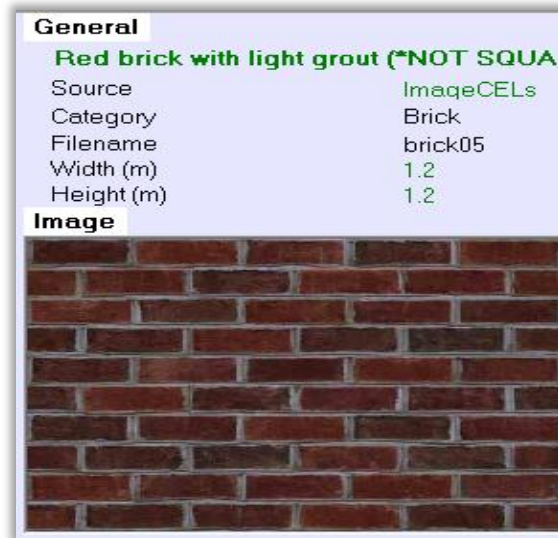 General
Red brick with light grout (*NOT SQUA
Source ImageCELs
Category Brick
Filename brick05
Width (m) 1.2
Height (m) 1.2
Image